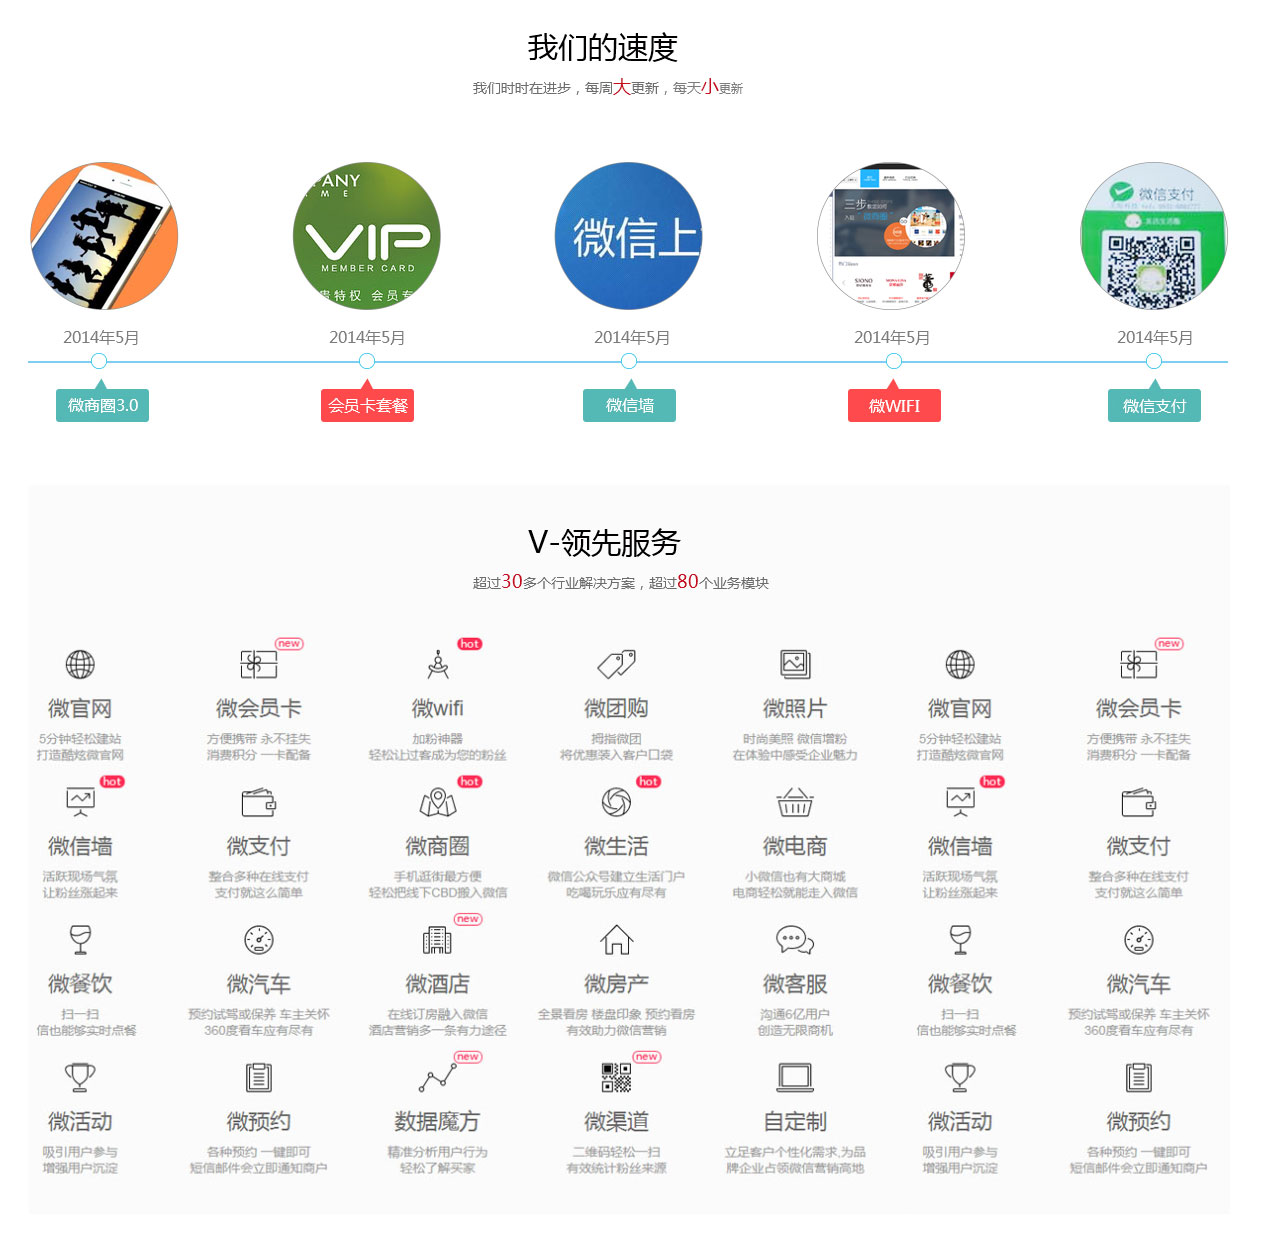 我们的速度
我们时时在进步，每周大更新，每天小更新
PANY
M E
VIP
MEMBER CARD
贵特权 会员专
微信上
三步
微信支付
2014年5月 2014年5月 2014年5月 2014年5月 2014年5月
微商圈3.0 会员卡套餐 微信墙 微WIFI 微信支付
V-领先服务
超过30多个行业解决方案，超过80个业务模块
new hot new
微官网 微会员卡 微wifi 微团购 微照片 微官网 微会员卡
5分钟轻松建站 方便携带 永不挂失 加粉神器 拇指微团 时尚美照 微信增粉 5分钟轻松建站 方便携带 永不挂失
打造酷炫微官网 消费积分 一卡配备 轻松让过客成为您的粉丝 将优惠装入客户口袋 在体验中感受企业魅力 打造酷炫微官网 消费积分 一卡配备
hot hot hot hot
微信墙 微支付 微商圈 微生活 微电商 微信墙 微支付
活跃现场气氛 整合多种在线支付 手机逛街最方便 微信公众号建立生活门户 小微信也有大商城 活跃现场气氛 整合多种在线支付
让粉丝涨起来 支付就这么简单 轻松把线下CBD搬入微信 吃喝玩乐应有尽有 电商轻松就能走入微信 让粉丝涨起来 支付就这么简单
new
微餐饮 微汽车 微酒店 微房产 微客服 微餐饮 微汽车
扫一扫 预约试驾或保养 车主关怀 在线订房融入微信 全景看房 楼盘印象 预约看房 沟通6亿用户 扫一扫 预约试驾或保养 车主关怀
信也能够实时点餐 360度看车应有尽有 酒店营销多一条有力途径 有效助力微信营销 创造无限商机 信也能够实时点餐 360度看车应有尽有
new new
微活动 微预约 数据魔方 微渠道 自定制 微活动 微预约
吸引用户参与 各种预约 一键即可 精准分析用户行为 二维码轻松一扫 立足客户个性化需求,为品 吸引用户参与 各种预约 一键即可
增强用户沉淀 短信邮件会立即通知商户 轻松了解买家 有效统计粉丝来源 牌企业占领微信营销高地 增强用户沉淀 短信邮件会立即通知商户